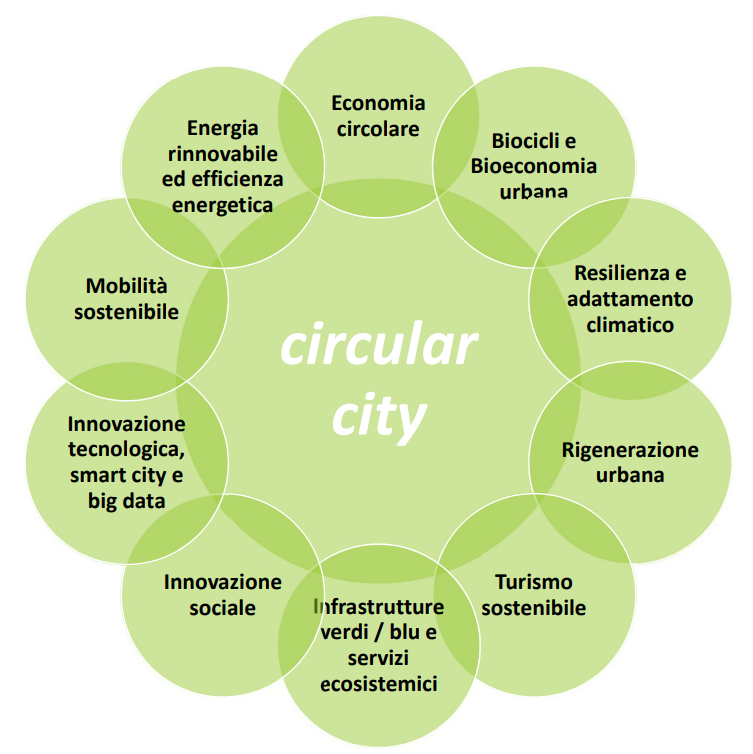 Economia
circolare
Biocicli e
Bioeconomia
urbana
Resilienza e
adattamento
climatico
Rigenerazione
urbana
Turismo
sostenibile
Infrastrutture
verdi / blu e
servizi
ecosistemici
Innovazione
sociale
Innovazione
tecnologica,
smart city e
big data
Mobilità
sostenibile
Energia
rinnovabile
ed efficienza
energetica
circular
city